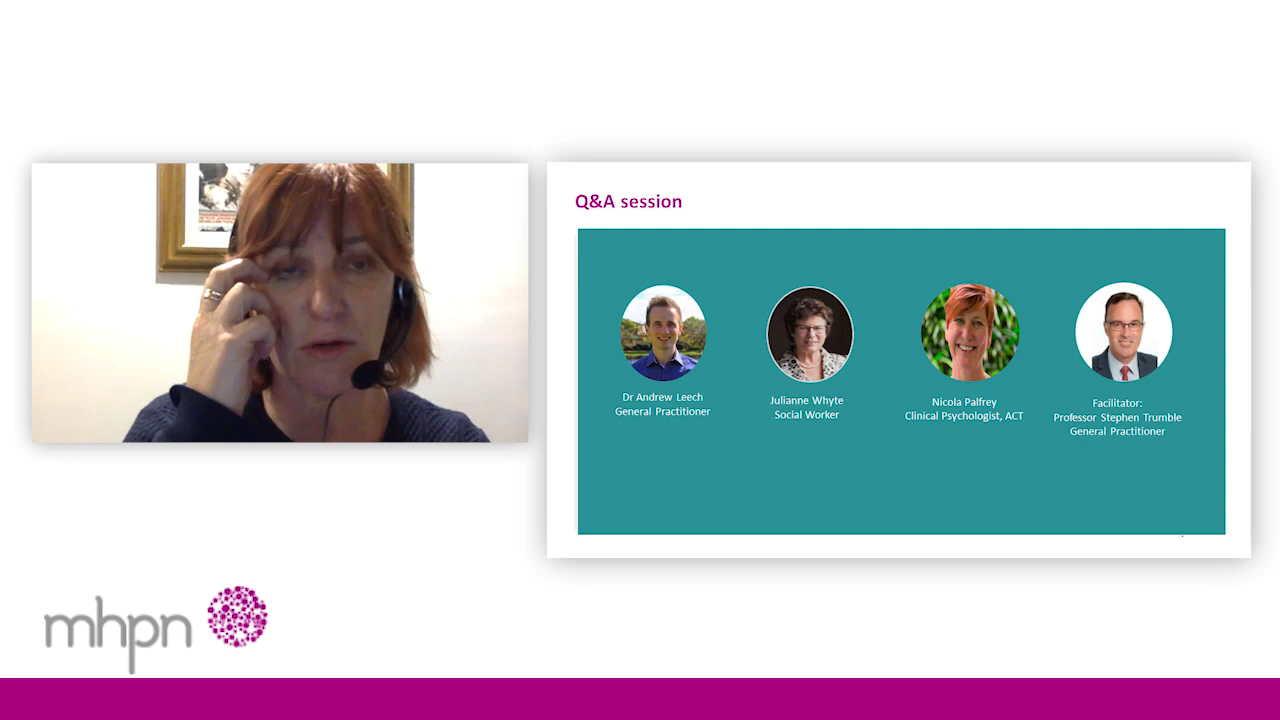 Q&A session
Dr Andrew Leech
General Practitioner
Julianne Whyte
Social Worker
Nicola Palfrey
Clinical Psychologist, ACT
Facilitator:
Professor Stephen Trumble
General Practitioner
mhpn